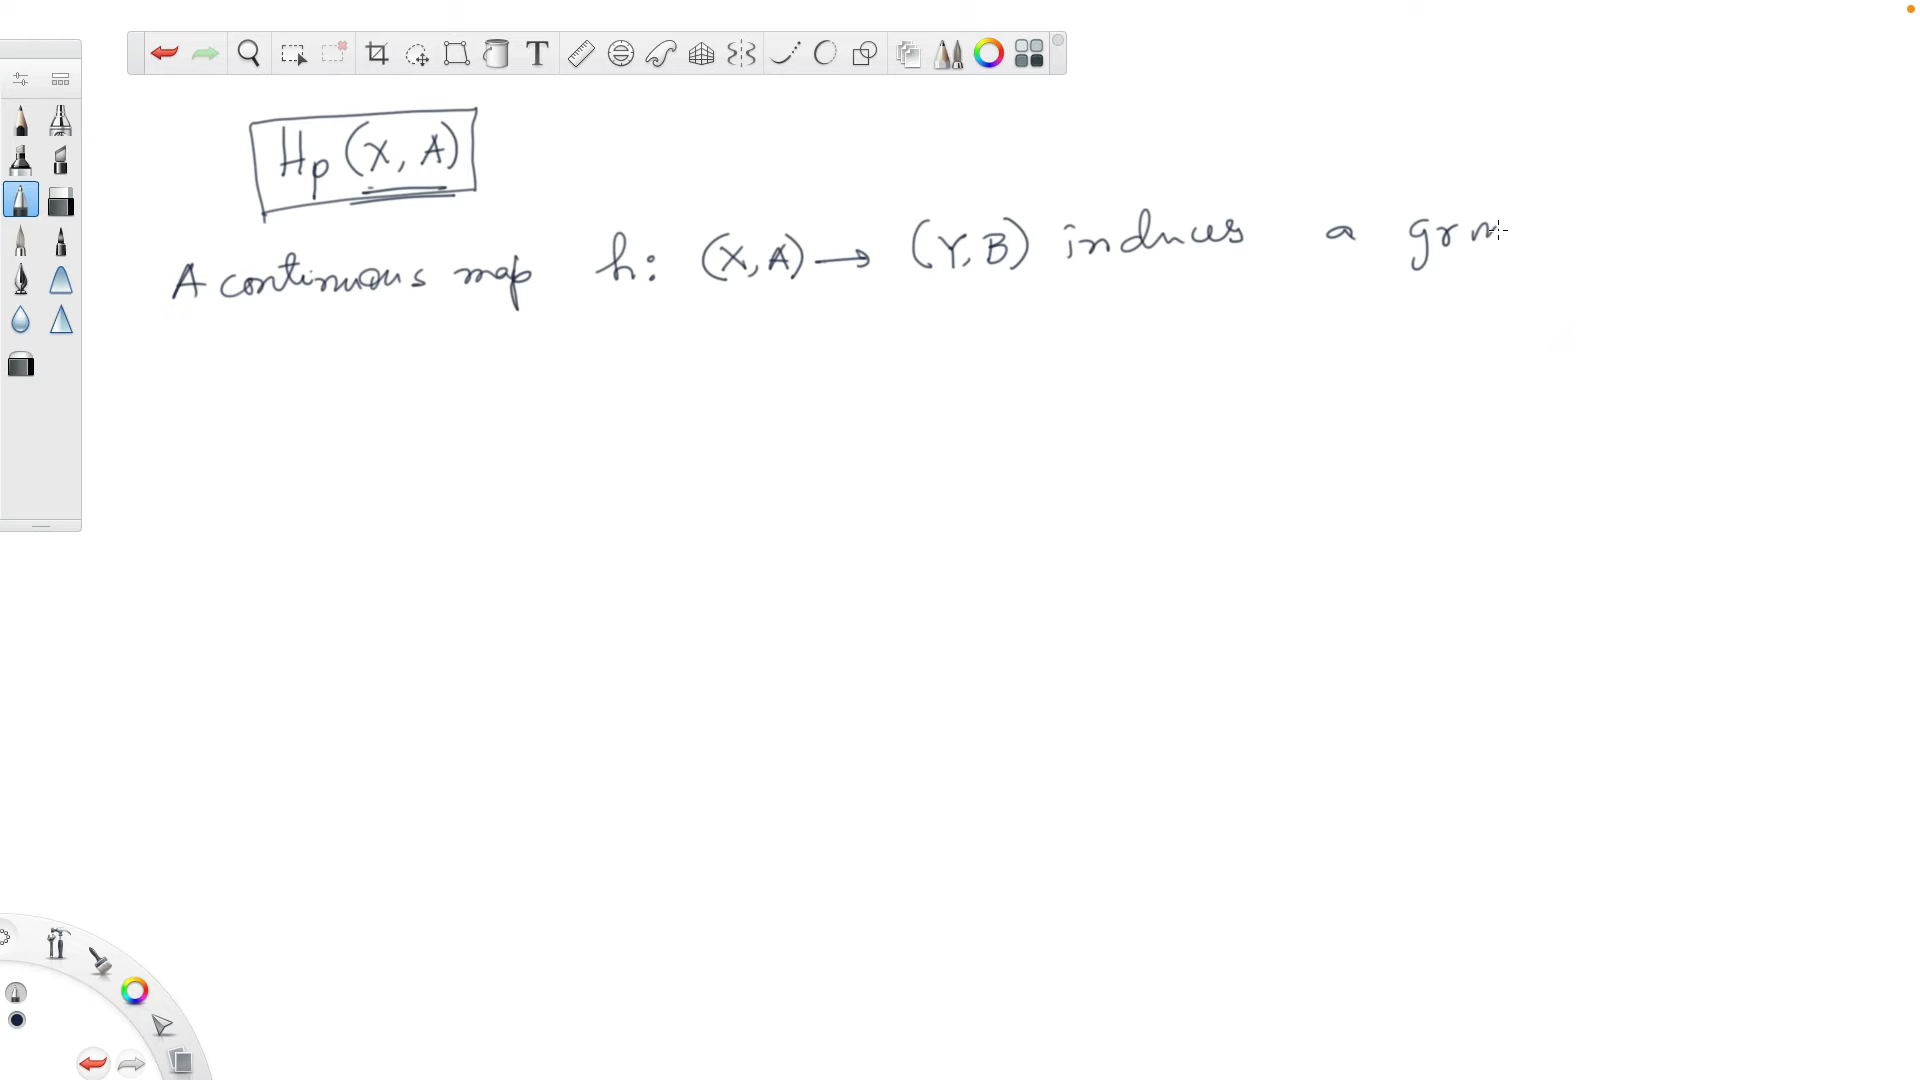 Hp (X, A)
A continuous map h: (X, A) → (Y, B) induces a gr